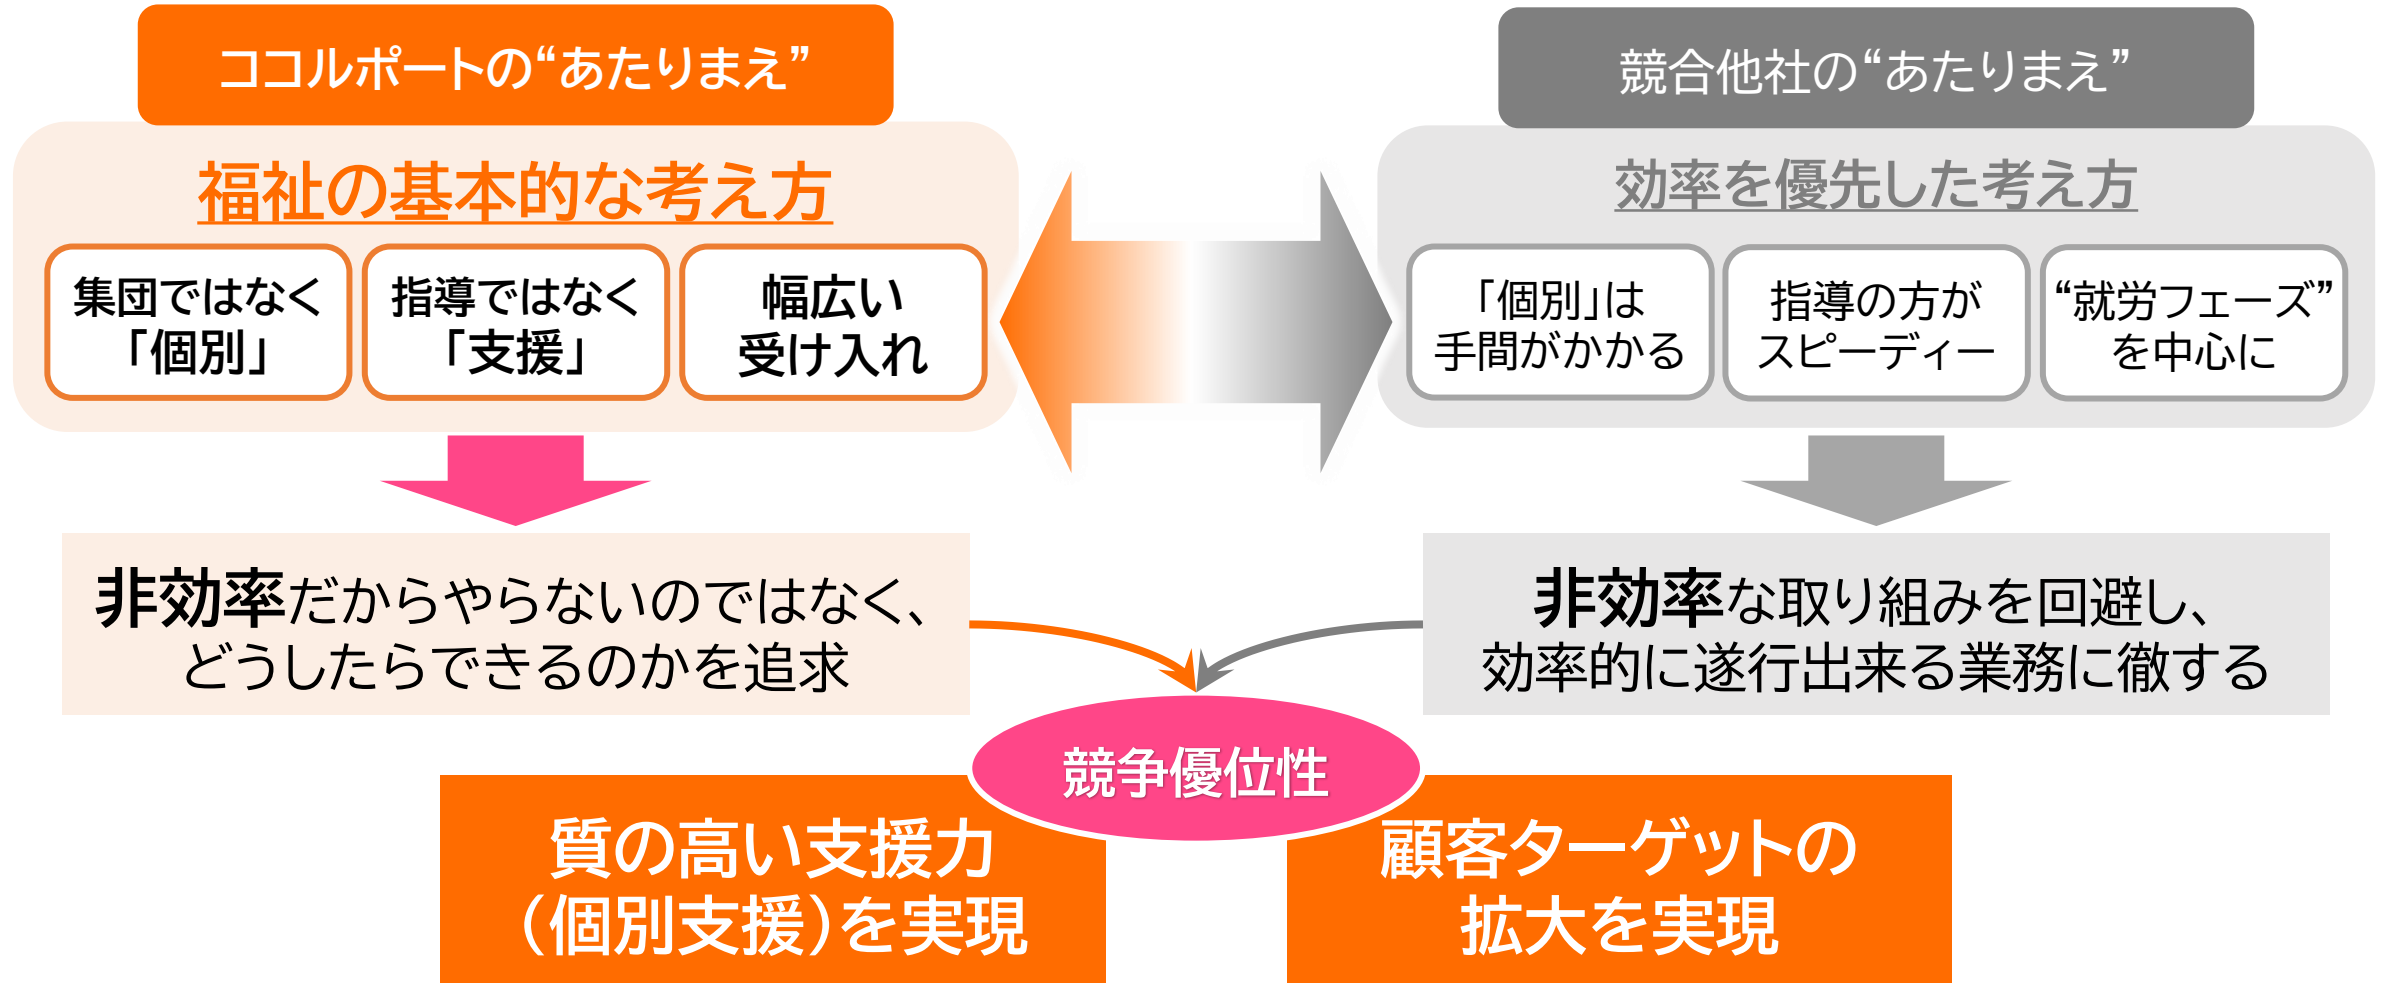 ココルポートの“あたりまえ”
福祉の基本的な考え方
集団ではなく
「個別」
指導ではなく
「支援」
幅広い
受け入れ
競合他社の“あたりまえ”
効率を優先した考え方
「個別」は
手間がかかる
指導の方が
スピーディー
“就労フェーズ”
を中心に
非効率だからやらないのではなく、
どうしたらできるのかを追求
非効率な取り組みを回避し、
効率的に遂行出来る業務に徹する
競争優位性
質の高い支援力
（個別支援）を実現
顧客ターゲットの
拡大を実現